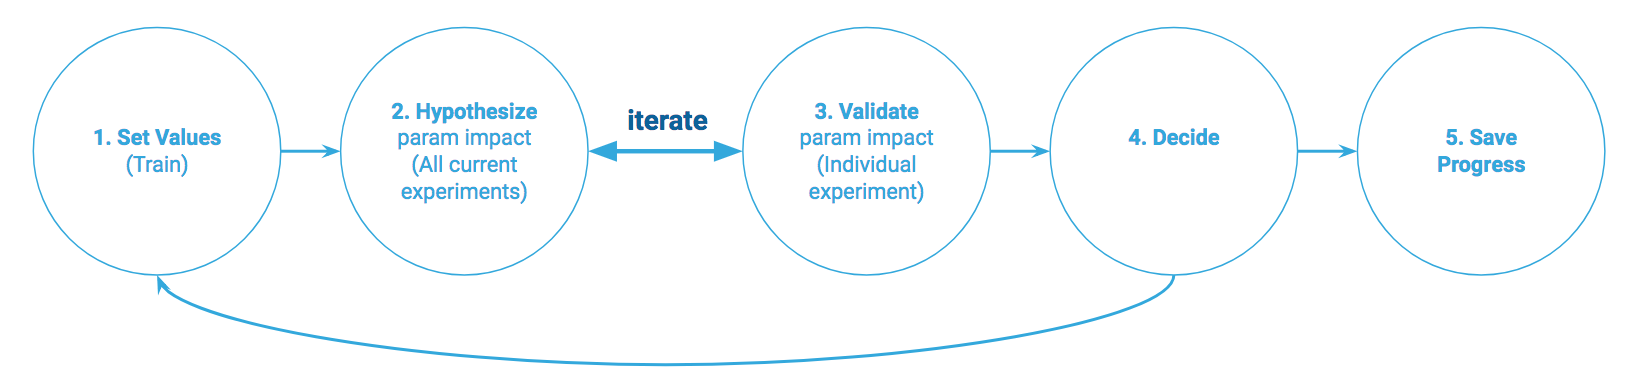 1. Set Values
(Train)
2. Hypothesize
param impact
(All current
experiments)
iterate
3. Validate
param impact
(Individual
experiment)
4. Decide
5. Save
Progress